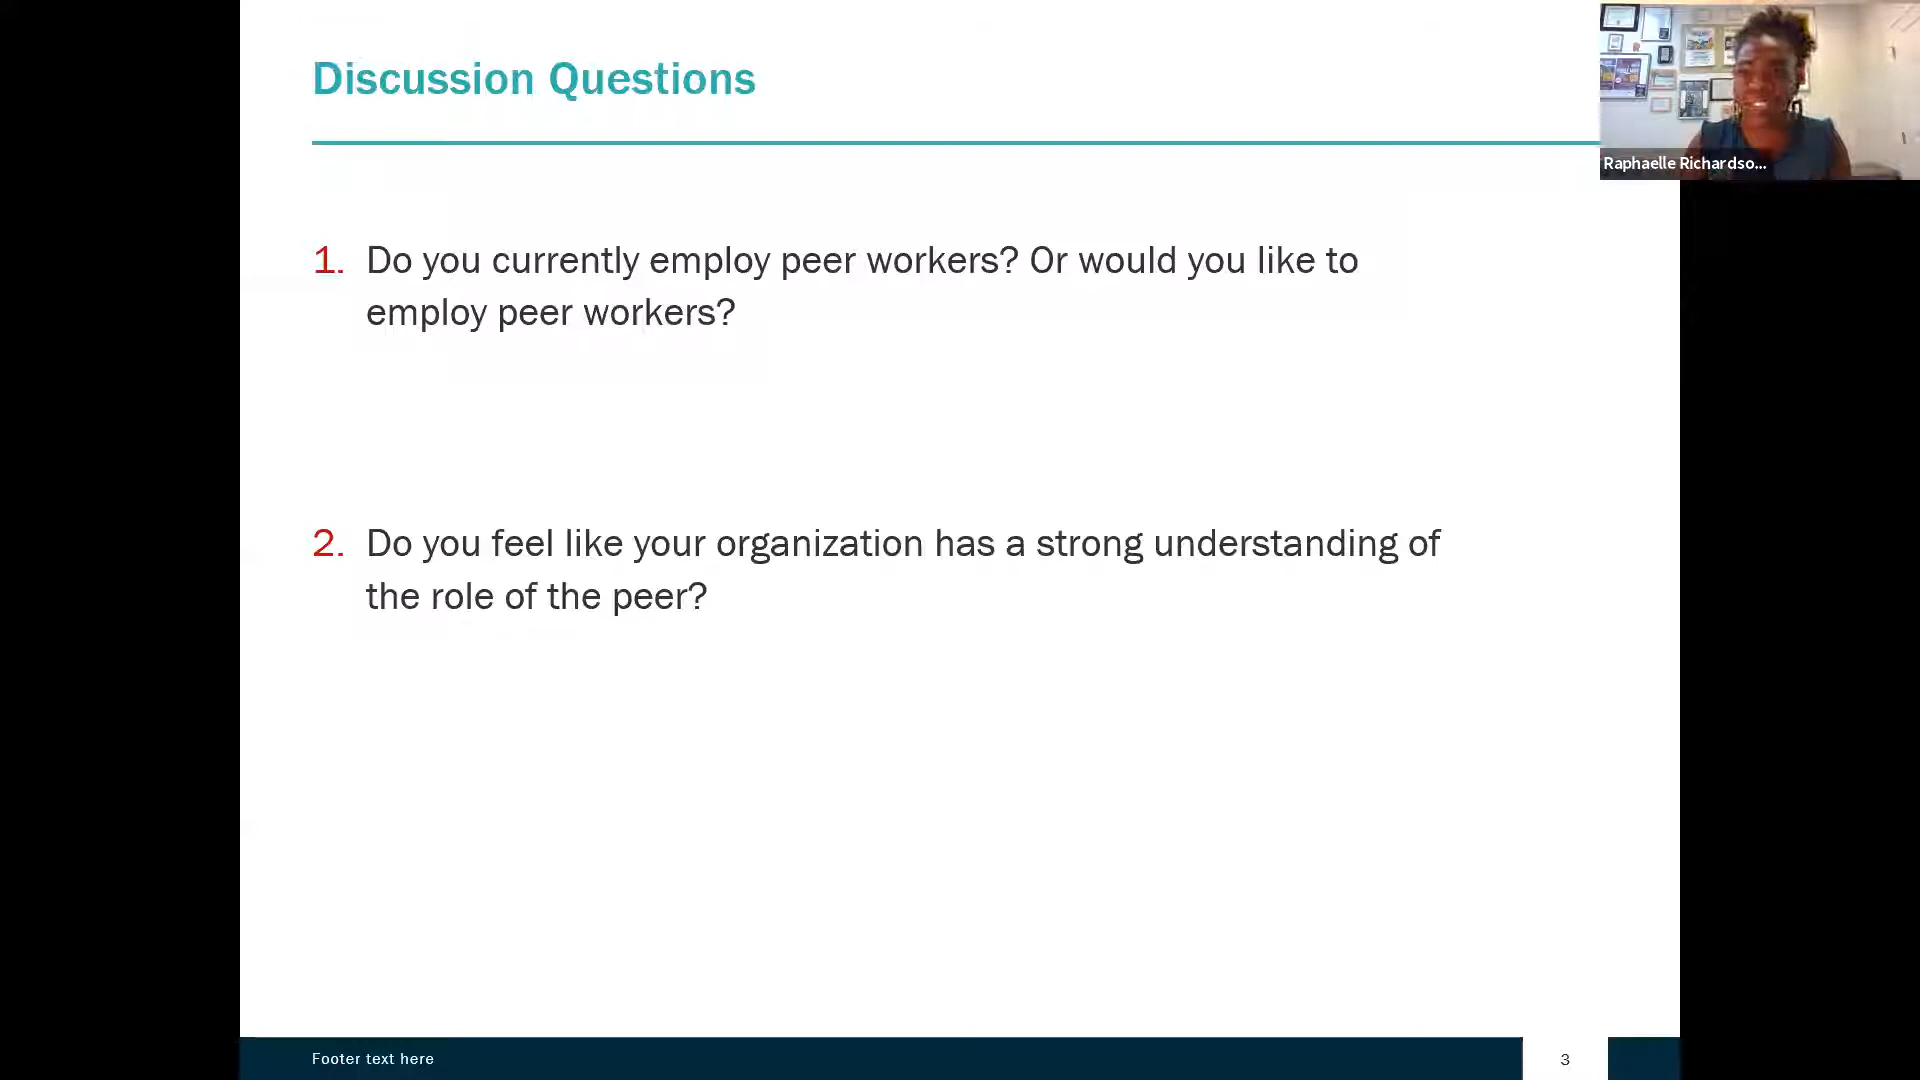 Discussion Questions
Raphaelle Richardso...
1. Do you currently employ peer workers? Or would you like to
employ peer workers?
2. Do you feel like your organization has a strong understanding of
the role of the peer?
Footer text here
3